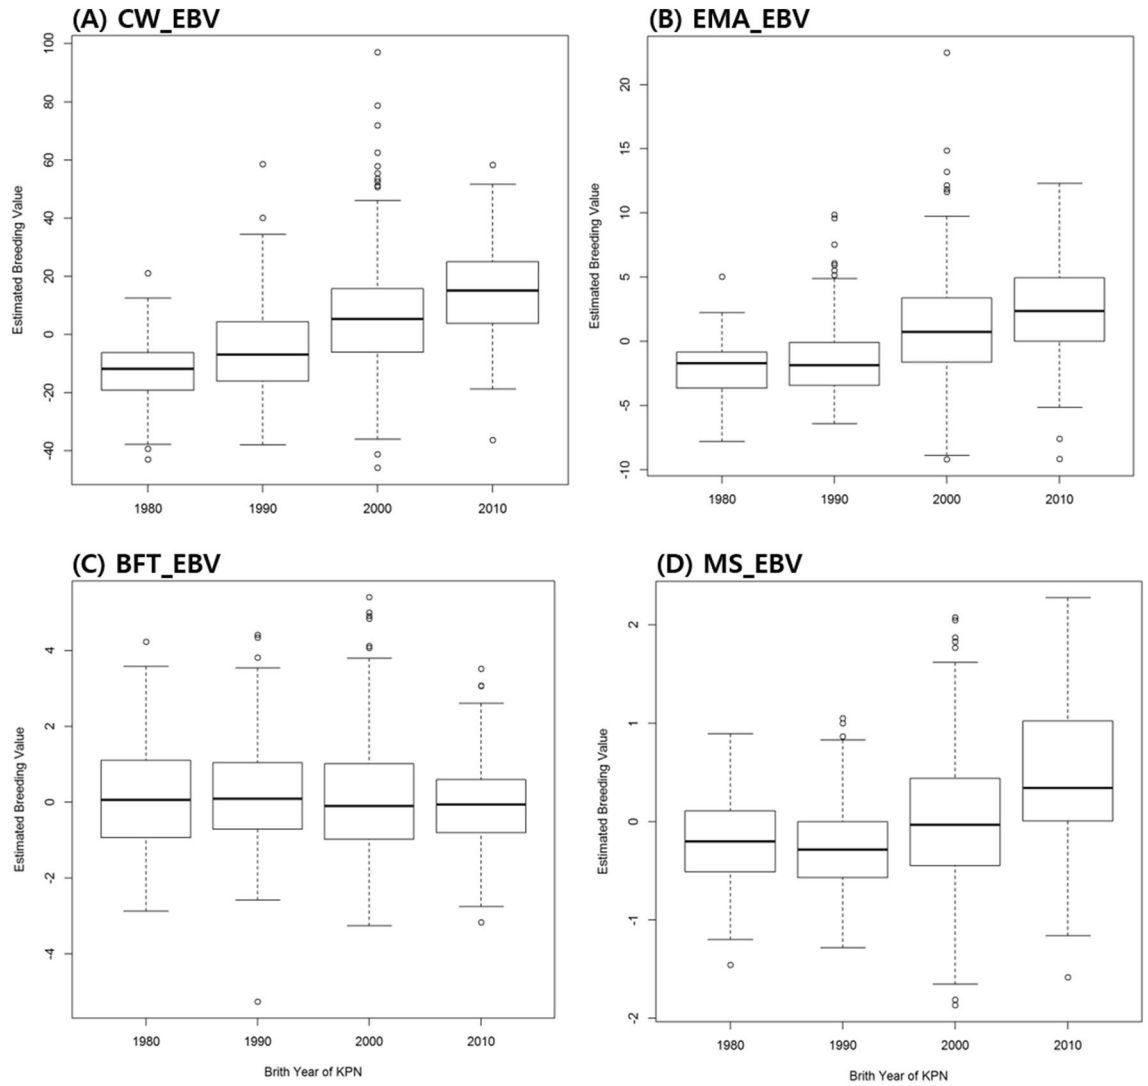 (A) CW_EBV
Estimated Breeding Value
100
80
60
40
20
0
-20
-40
1980 1990 2000 2010
(B) EMA_EBV
Estimated Breeding Value
20
15
10
5
0
-5
-10
1980 1990 2000 2010
(C) BFT_EBV
Estimated Breeding Value
4
2
0
-2
-4
1980 1990 2000 2010
Brith Year of KPN
(D) MS_EBV
Estimated Breeding Value
2
1
0
-1
-2
1980 1990 2000 2010
Brith Year of KPN